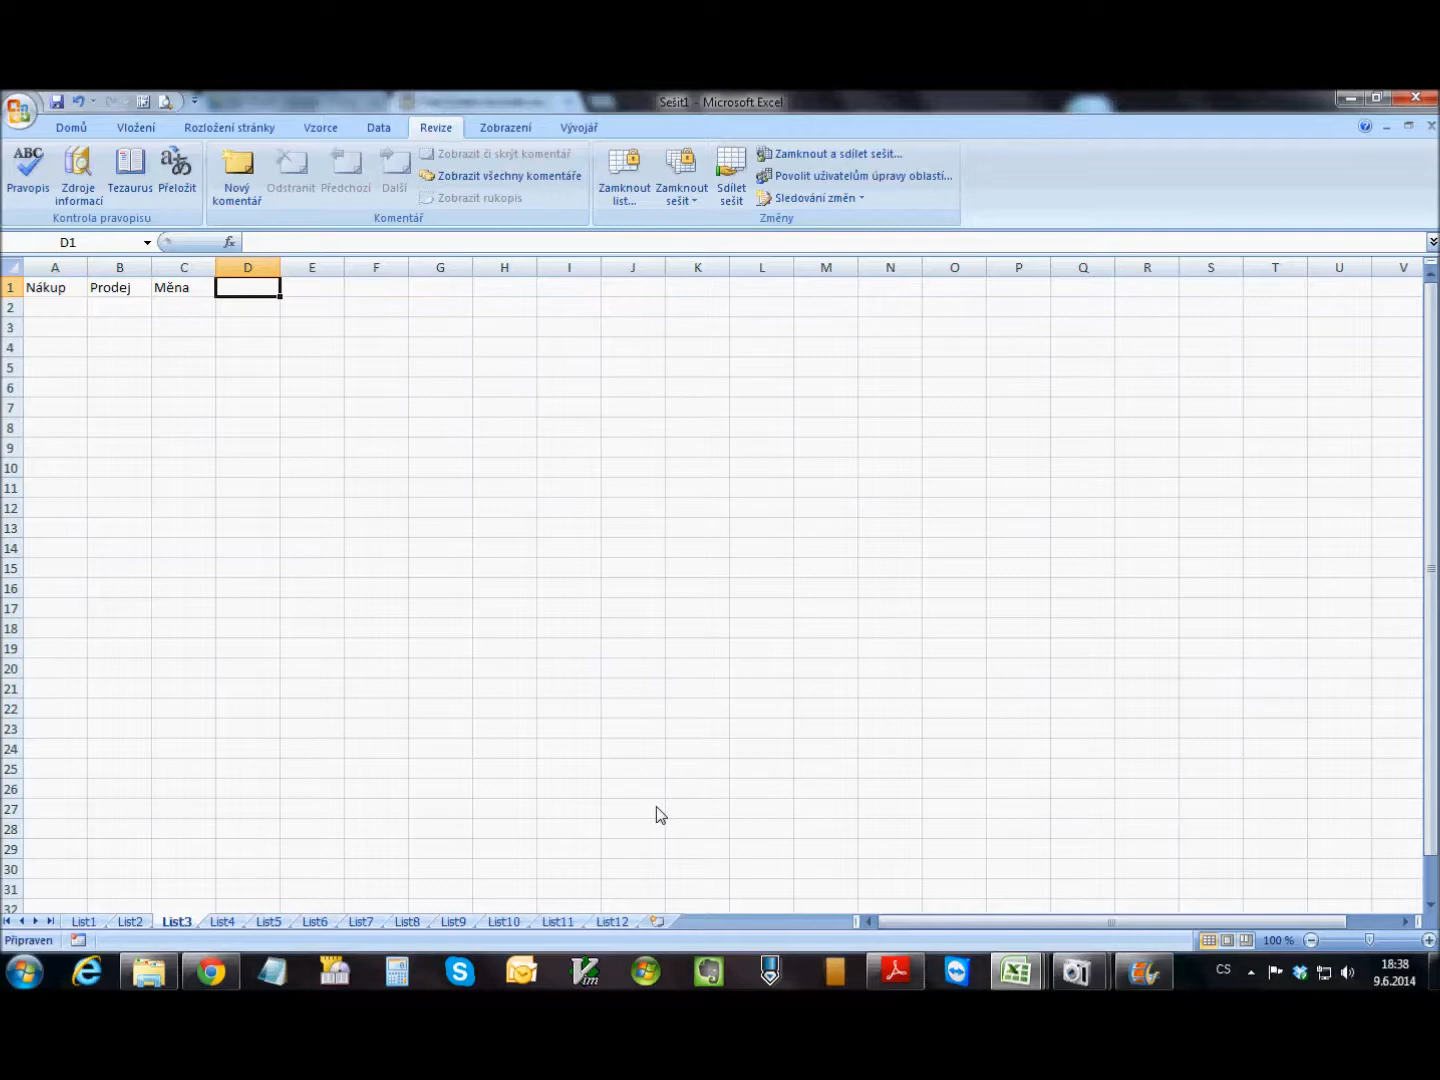 Sešit1 - Microsoft Excel
Domů Vložení Rozložení stránky Vzorce Data Revize Zobrazení Vývojář
ABC
Pravopis
Zdroje
informací
Tezaurus
Přeložit
Kontrola pravopisu
Nový
komentář
Odstranit
Předchozí
Další
Zobrazit či skrýt komentář
Zobrazit všechny komentáře
Zobrazit rukopis
Komentář
Zamknout
list...
Zamknout
sešit
Sdílet
sešit
Zamknout a sdílet sešit...
Povolit uživatelům úpravy oblastí...
Sledování změn
Změny
D1
fx
A B C D E F G H I J K L M N O P Q R S T U V
1 Nákup Prodej Měna
2
3
4
5
6
7
8
9
10
11
12
13
14
15
16
17
18
19
20
21
22
23
24
25
26
27
28
29
30
31
32
List1 List2 List3 List4 List5 List6 List7 List8 List9 List10 List11 List12
Připraven
100 %
Vim
CS
18:38
9.6.2014